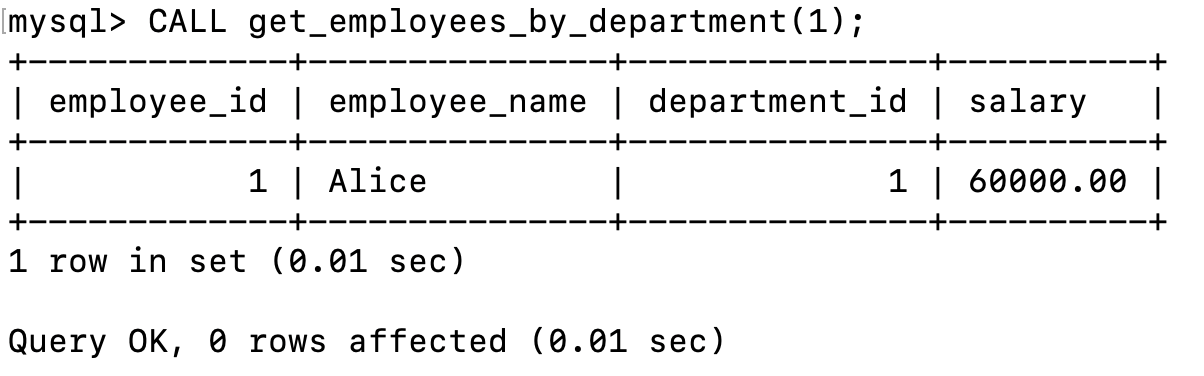 [mysql> CALL get_employees_by_department(1);
+-------------+---------------+---------------+----------+
| employee_id | employee_name | department_id | salary   |
+-------------+---------------+---------------+----------+
|           1 | Alice         |             1 | 60000.00 |
+-------------+---------------+---------------+----------+
1 row in set (0.01 sec)

Query OK, 0 rows affected (0.01 sec)